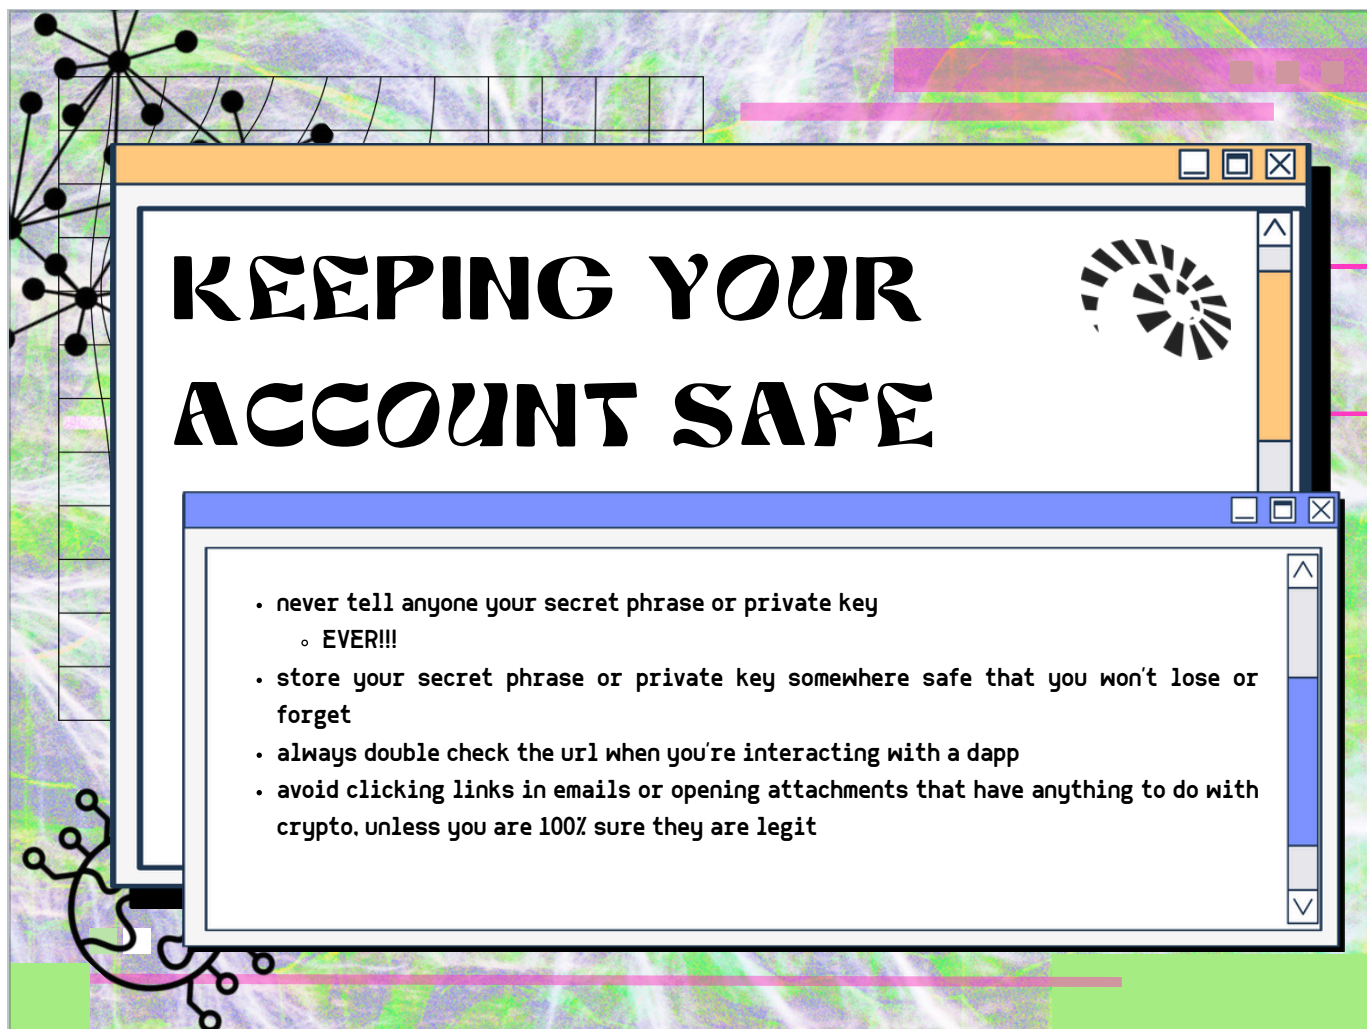 KEEPING YOUR
ACCOUNT SAFE
• never tell anyone your secret phrase or private key
◦ EVER!!!
• store your secret phrase or private key somewhere safe that you won't lose or
forget
• always double check the url when you're interacting with a dapp
• avoid clicking links in emails or opening attachments that have anything to do with
crypto, unless you are 100% sure they are legit